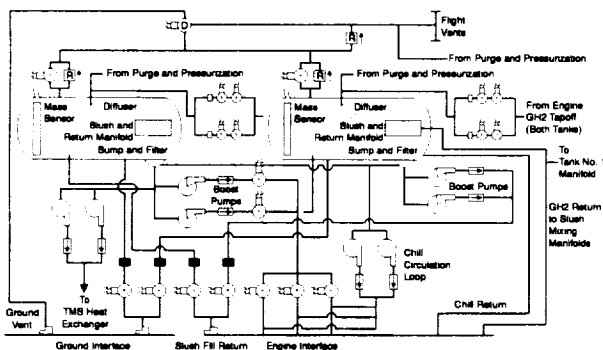 Flight
Vents
From Purge and Pressurization
From Purge and Pressurization
From Purge and Pressurization
Mass
Sensor
Diffuser
Slush and
Return Manifold
Sump and Filter
Mass
Sensor
Diffuser
Slush and
Return Manifold
Sump and Filter
From Engine
GH2 Tapoff
(Both Tanks)
To
Tank No. 1
Manifold
Boost
Pumps
Boost Pumps
GH2 Return
to Slush
Mixing
Manifolds
Chill
Circulation
Loop
To
TMS Heat
Exchanger
Ground
Vent
Chill Return
Ground Interface
Slush Fill Return
Engine Interface